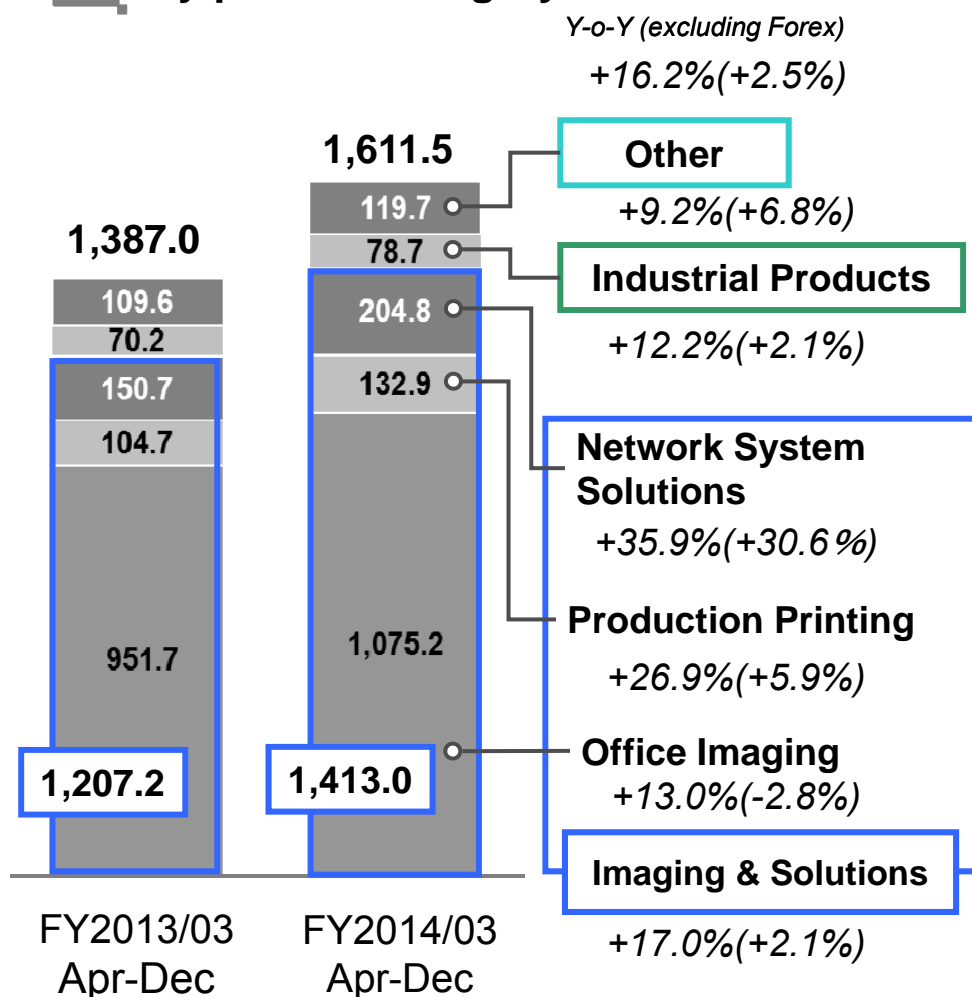 Y-o-Y (excluding Forex)
+16.2%(+2.5%)
1,611.5
Other
119.7
+9.2%(+6.8%)
1,387.0
78.7
Industrial Products
109.6
204.8
70.2
+12.2%(+2.1%)
150.7
132.9
104.7
Network System
Solutions
+35.9%(+30.6%)
Production Printing
951.7
1,075.2
+26.9%(+5.9%)
Office Imaging
1,207.2
1,413.0
+13.0%(-2.8%)
Imaging & Solutions
+17.0%(+2.1%)
FY2013/03
Apr-Dec
FY2014/03
Apr-Dec